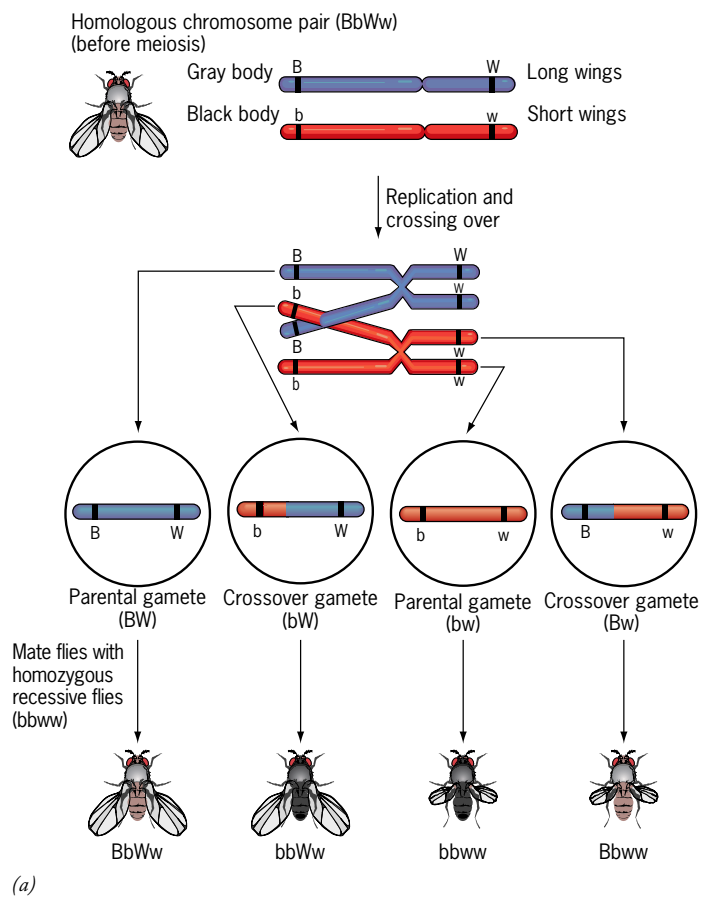 Homologous chromosome pair (BbWw)
(before meiosis)
B
W
Gray body
Long wings
Black body
b
w
Short wings
Replication and
crossing over
B
W
b
w
B
w
b
w
B
W
b
W
b
w
B
w
Parental gamete
(BW)
Crossover gamete
(bW)
Parental gamete
(bw)
Crossover gamete
(Bw)
Mate flies with
homozygous
recessive flies
(bbww)
BbWw
bbWw
bbww
Bbww
(a)